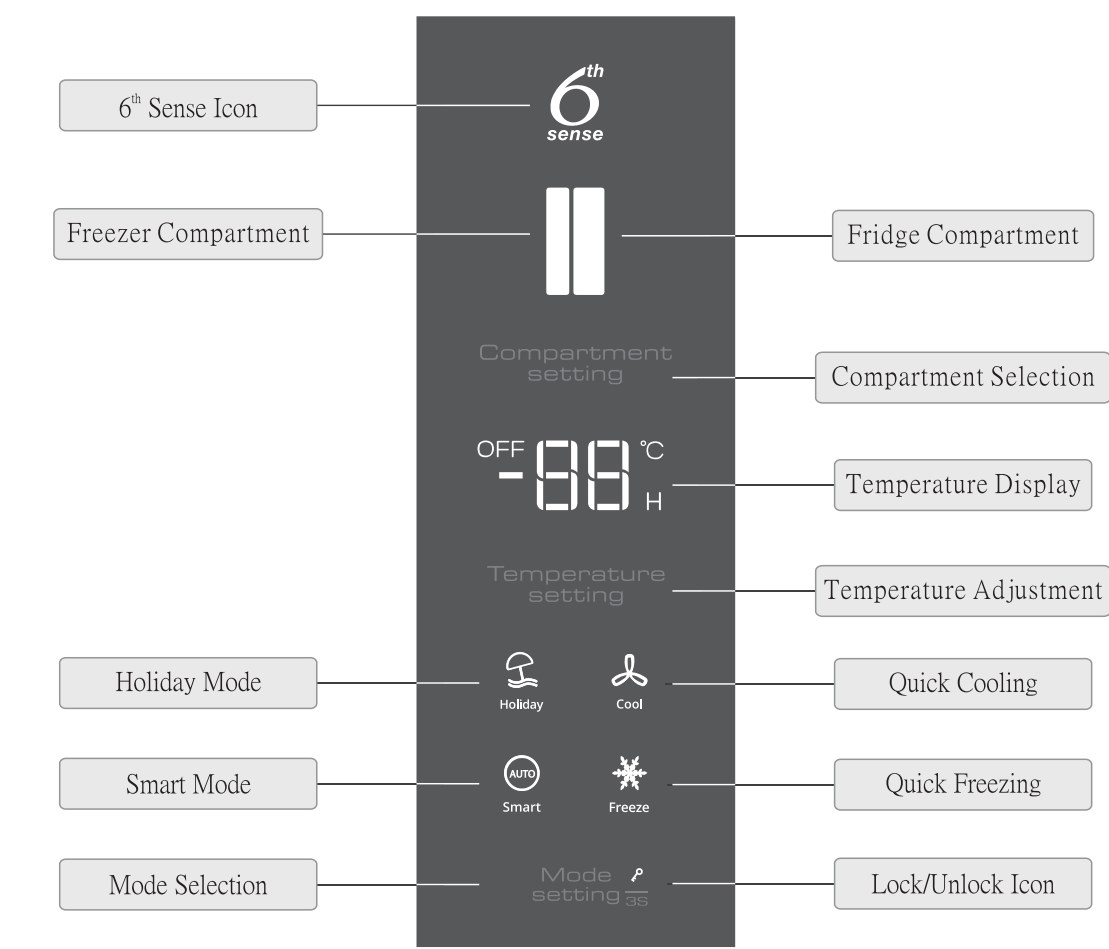 6th
sense
6th Sense Icon
Freezer Compartment
Fridge Compartment
Compartment
setting
Compartment Selection
OFF -88 °C
H
Temperature Display
Temperature
setting
Temperature Adjustment
Holiday Mode
Holiday
Cool
Quick Cooling
Smart Mode
AUTO
Smart
Freeze
Quick Freezing
Mode Selection
Mode
setting 3S
Lock/Unlock Icon